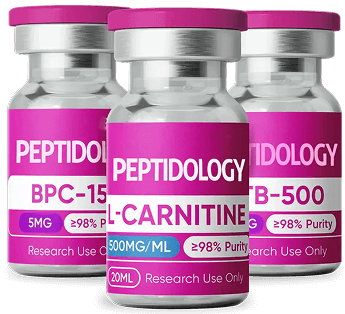 PEPTIDO
BPC-15
5MG ≥98% Purity
Research Use On
PEPTIDOLOGY
L-CARNITINE
500MG/ML ≥98% Purity
20ML Research Use Only
TIDOLOGY
TB-500
≥98% Purity
Research Use Only